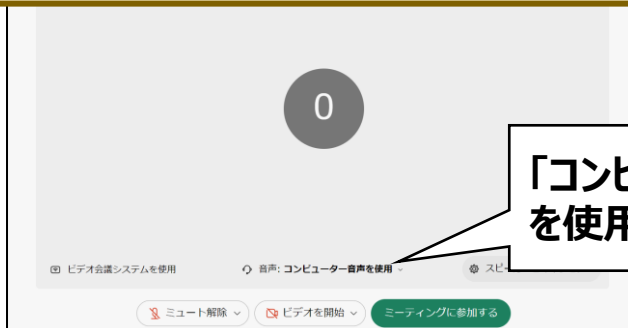 0
「コンピ
を使用
ビデオ会議システムを使用 音声: コンピューター音声を使用 スピ
ミュート解除 ビデオを開始 ミーティングに参加する